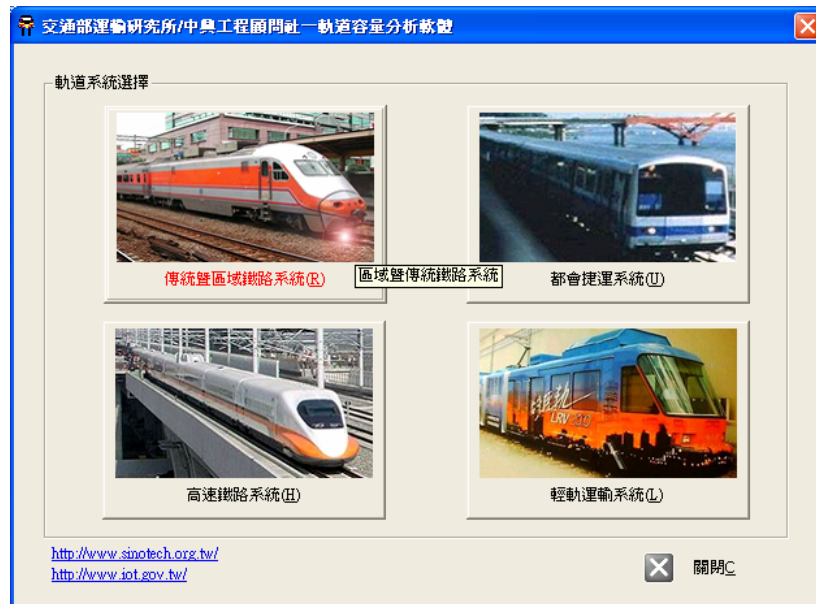 交通部運輸研究所/中興工程顧問社—軌道容量分析軟體
軌道系統選擇
傳統暨區域鐵路系統(R)
區域暨傳統鐵路系統
都會捷運系統(U)
LRV
高速鐵路系統(H)
輕軌運輸系統(L)
http://www.sinotech.org.tw/
http://www.iot.gov.tw/
關閉C